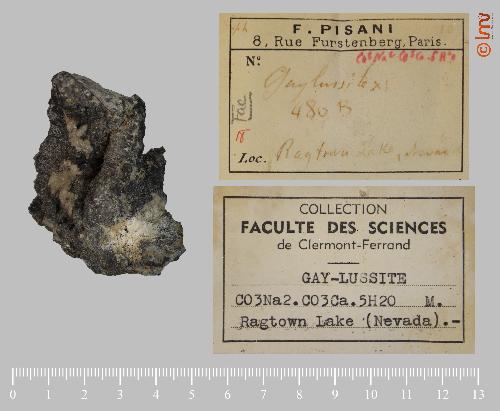 © lmv
F. PISANI
8, Rue Furstenberg, Paris.
N°
Gaylussite
480 B
Fac
Loc. Ragtown Lake, Nevada
COLLECTION
FACULTE DES SCIENCES
de Clermont-Ferrand
GAY-LUSSITE
CO3Na2.CO3Ca.5H2O M.
Ragtown Lake (Nevada).-
0 1 2 3 4 5 6 7 8 9 10 11 12 13